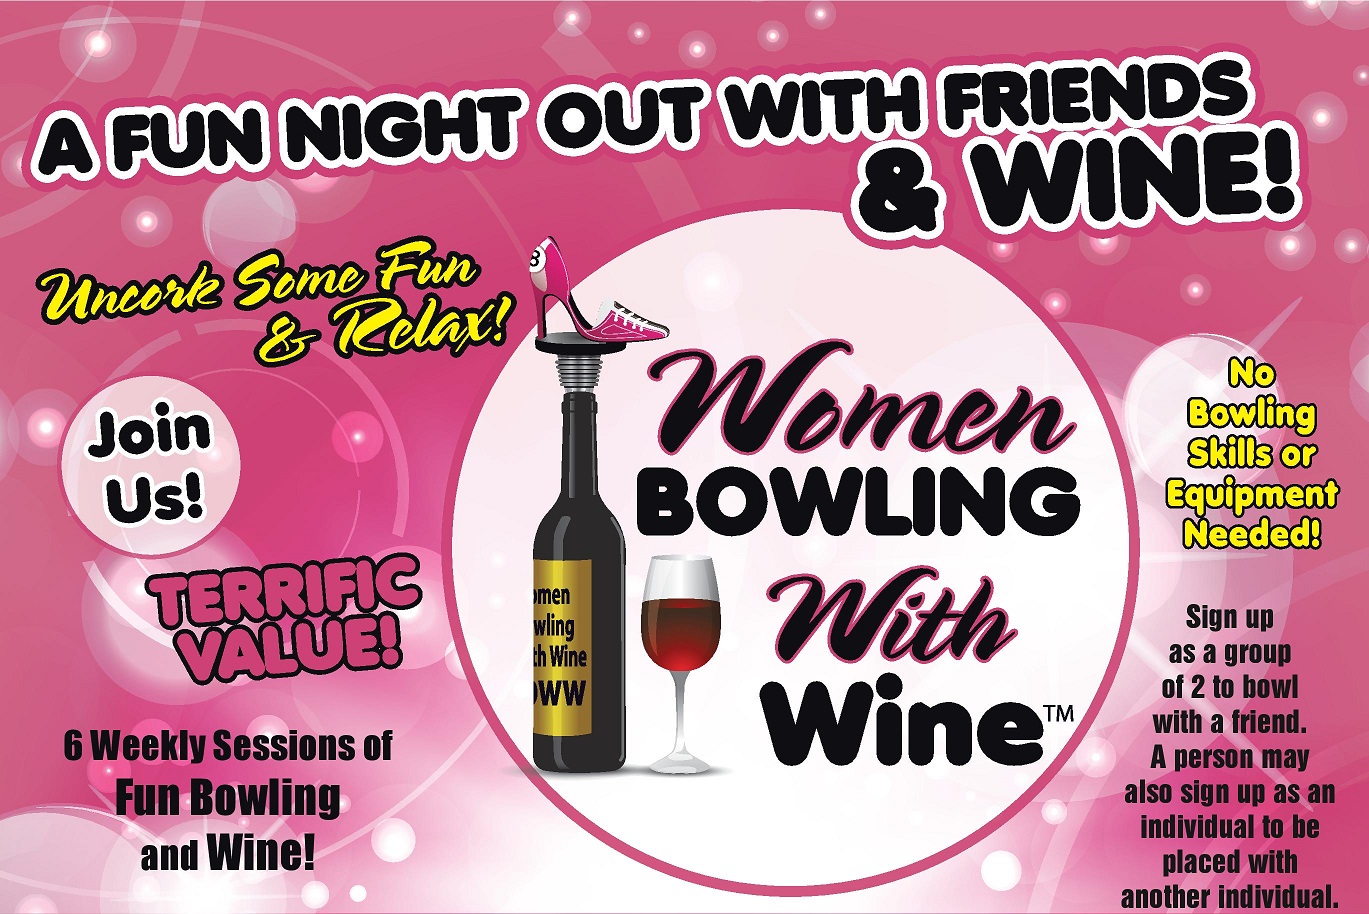 A FUN NIGHT OUT WITH FRIENDS
& WINE!
Uncork Some Fun
& Relax!
Join
Us!
TERRIFIC
VALUE!
6 Weekly Sessions of
Fun Bowling
and Wine!
8
Women
BOWLING
With
Wine™
omen
wling
th Wine
WW
No
Bowling
Skills or
Equipment
Needed!
Sign up
as a group
of 2 to bowl
with a friend.
A person may
also sign up as an
individual to be
placed with
another individual.